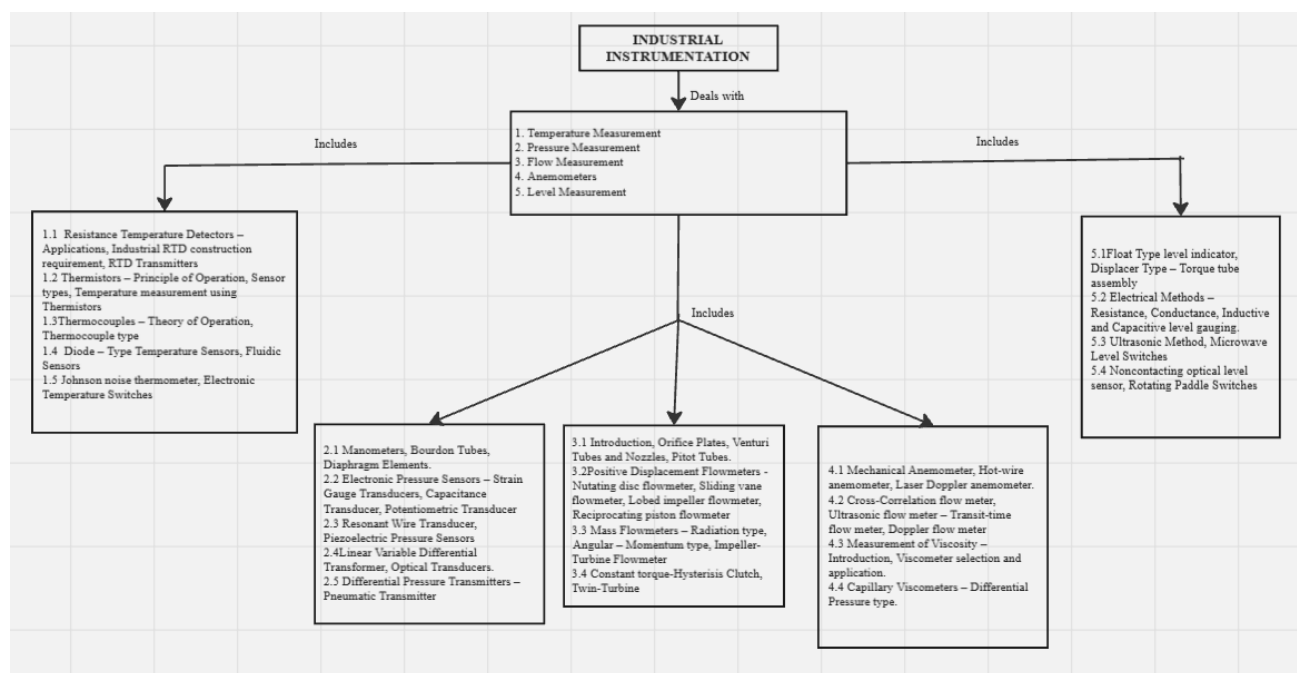 INDUSTRIAL
INSTRUMENTATION
Deals with
1. Temperature Measurement
2. Pressure Measurement
3. Flow Measurement
4. Anemometers
5. Level Measurement
Includes
Includes
1.1 Resistance Temperature Detectors –
Applications, Industrial RTD construction
requirement, RTD Transmitters
1.2 Thermistors – Principle of Operation, Sensor
types, Temperature measurement using
Thermistors
1.3Thermocouples – Theory of Operation,
Thermocouple type
1.4 Diode – Type Temperature Sensors, Fluidic
Sensors
1.5 Johnson noise thermometer, Electronic
Temperature Switches
5.1Float Type level indicator,
Displacer Type – Torque tube
assembly
5.2 Electrical Methods –
Resistance, Conductance, Inductive
and Capacitive level gauging.
5.3 Ultrasonic Method, Microwave
Level Switches
5.4 Noncontacting optical level
sensor, Rotating Paddle Switches
Includes
2.1 Manometers, Bourdon Tubes,
Diaphragm Elements.
2.2 Electronic Pressure Sensors – Strain
Gauge Transducers, Capacitance
Transducer, Potentiometric Transducer
2.3 Resonant Wire Transducer,
Piezoelectric Pressure Sensors
2.4Linear Variable Differential
Transformer, Optical Transducers.
2.5 Differential Pressure Transmitters –
Pneumatic Transmitter
3.1 Introduction, Orifice Plates, Venturi
Tubes and Nozzles, Pitot Tubes.
3.2Positive Displacement Flowmeters -
Nutating disc flowmeter, Sliding vane
flowmeter, Lobed impeller flowmeter,
Reciprocating piston flowmeter
3.3 Mass Flowmeters – Radiation type,
Angular – Momentum type, Impeller-
Turbine Flowmeter
3.4 Constant torque-Hysterisis Clutch,
Twin-Turbine
4.1 Mechanical Anemometer, Hot-wire
anemometer, Laser Doppler anemometer.
4.2 Cross-Correlation flow meter,
Ultrasonic flow meter – Transit-time
flow meter, Doppler flow meter
4.3 Measurement of Viscosity –
Introduction, Viscometer selection and
application.
4.4 Capillary Viscometers – Differential
Pressure type.